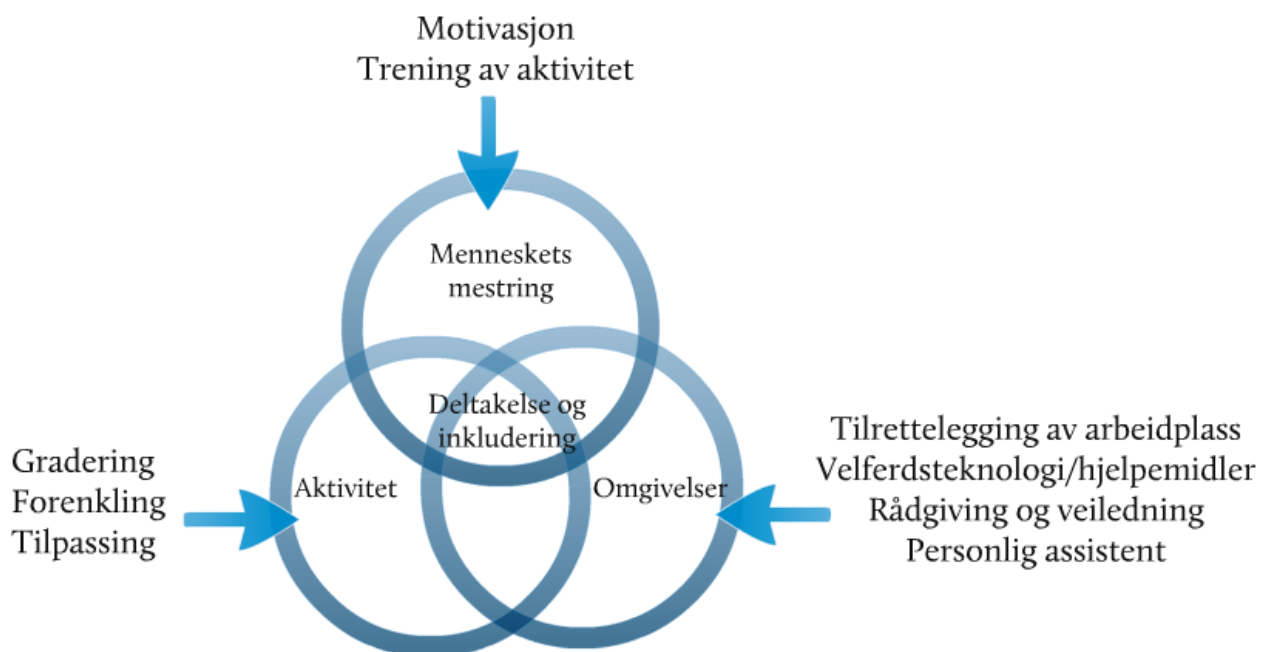 Motivasjon
Trening av aktivitet
Menneskets
mestring
Deltakelse og
inkludering
Aktivitet
Omgivelser
Gradering
Forenkling
Tilpassing
Tilrettelegging av arbeidplass
Velferdsteknologi/hjelpemidler
Rådgiving og veiledning
Personlig assistent